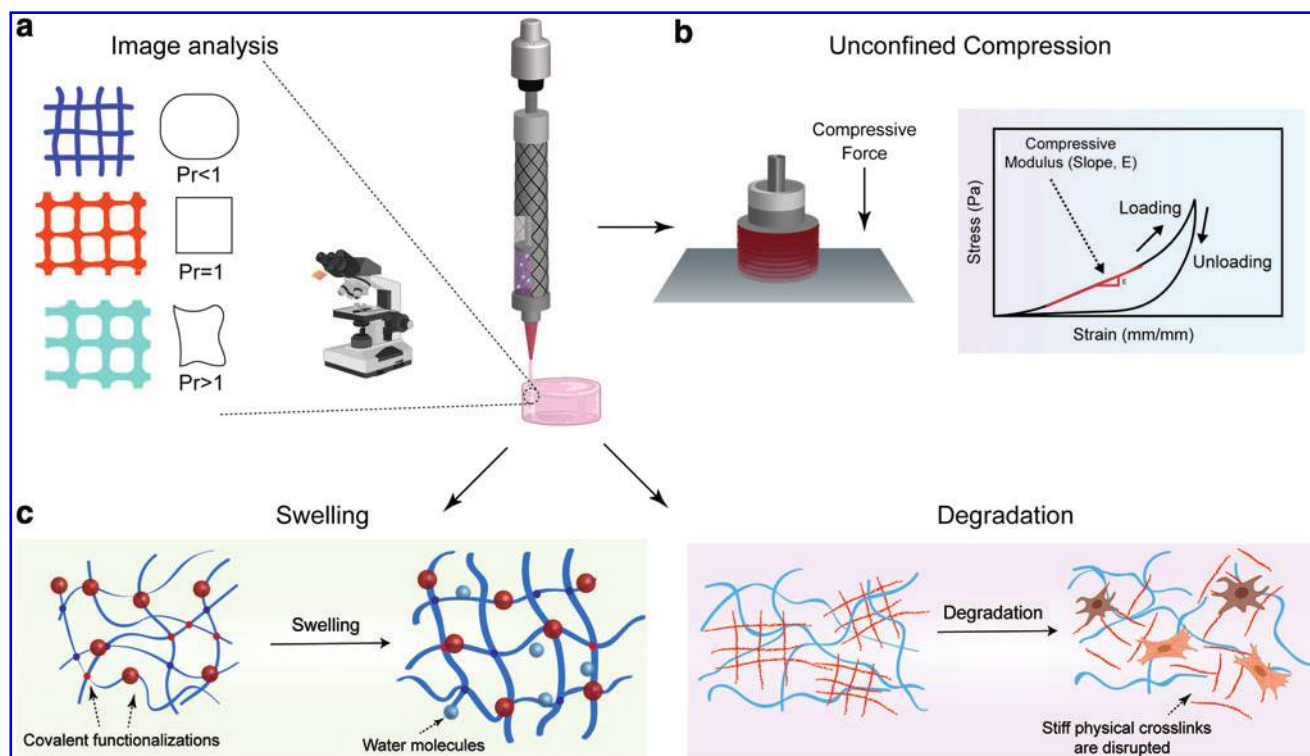 a
Image analysis
Pr<1
Pr=1
Pr>1
b
Unconfined Compression
Compressive
Force
Compressive
Modulus (Slope, E)
Loading
Unloading
Stress (Pa)
ε
Strain (mm/mm)
c
Swelling
Swelling
Covalent functionalizations
Water molecules
Degradation
Degradation
Stiff physical crosslinks
are disrupted